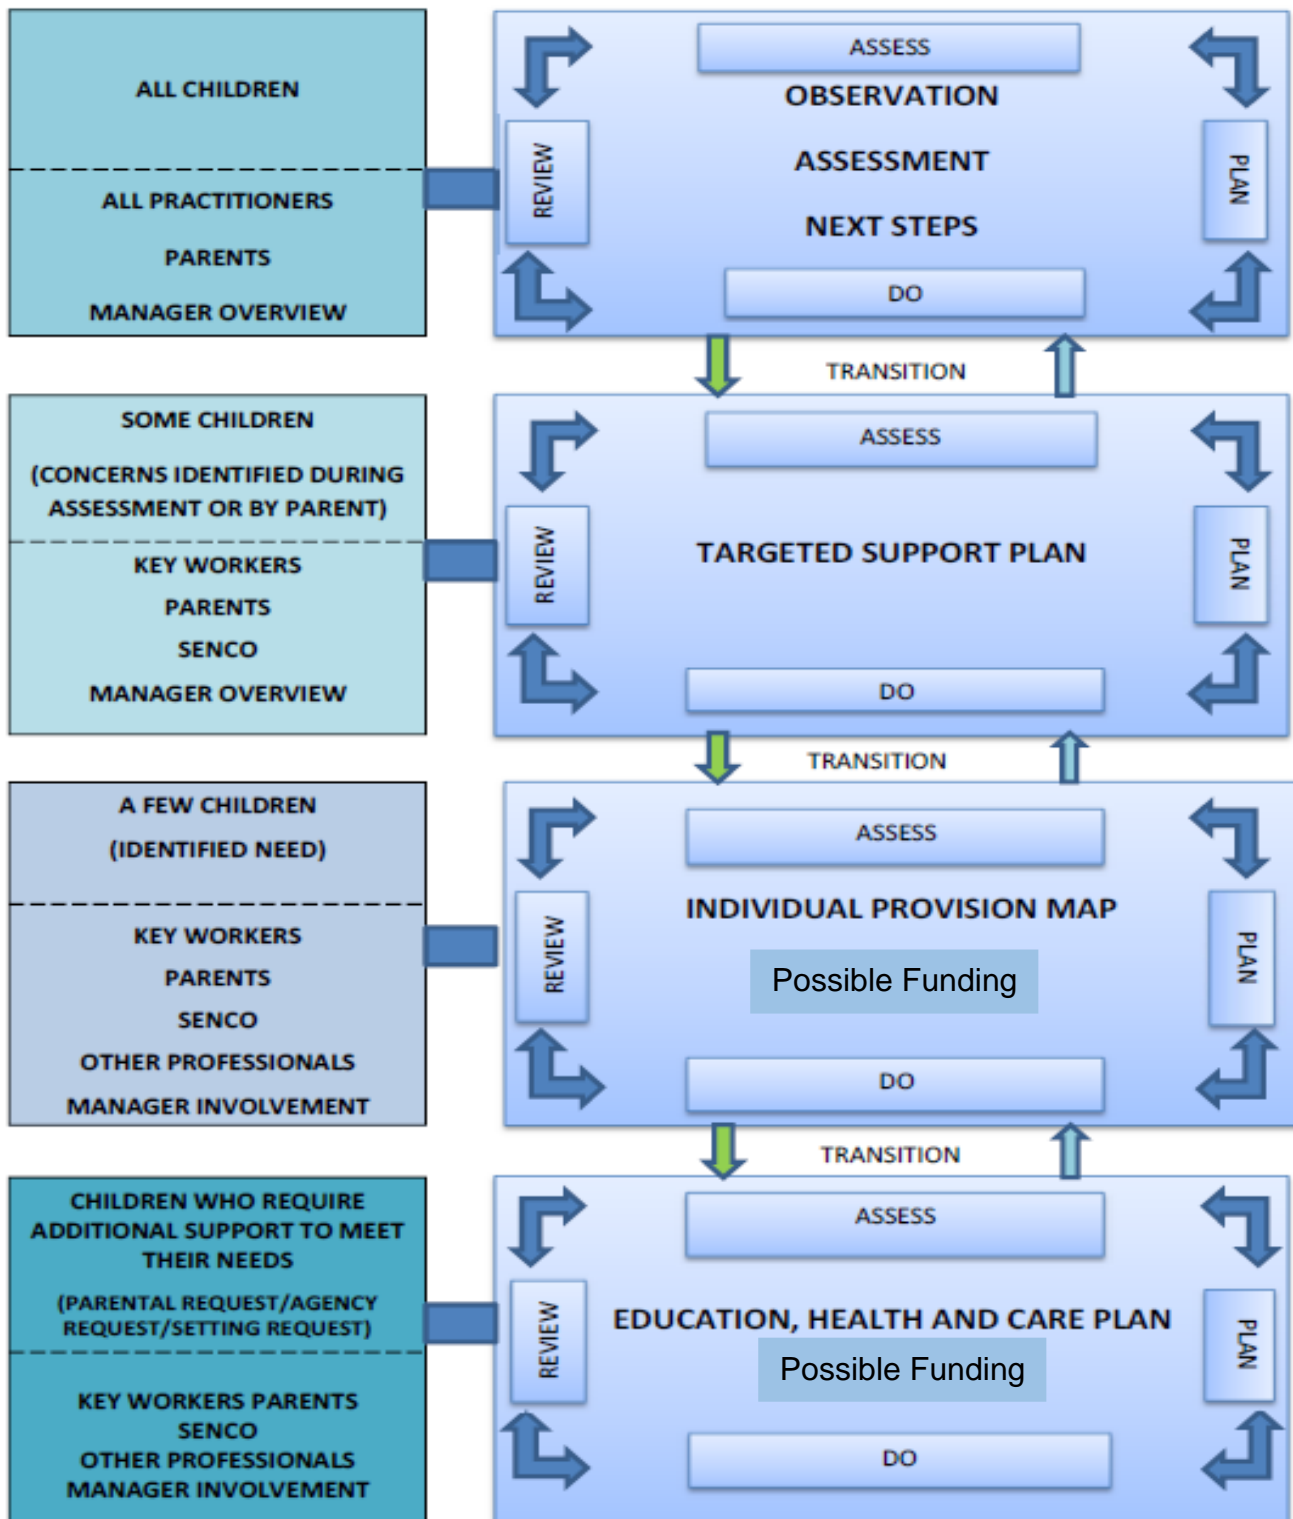 ALL CHILDREN
ALL PRACTITIONERS
PARENTS
MANAGER OVERVIEW
ASSESS
OBSERVATION
ASSESSMENT
NEXT STEPS
REVIEW
PLAN
DO
TRANSITION
SOME CHILDREN
(CONCERNS IDENTIFIED DURING
ASSESSMENT OR BY PARENT)
KEY WORKERS
PARENTS
SENCO
MANAGER OVERVIEW
ASSESS
REVIEW
TARGETED SUPPORT PLAN
PLAN
DO
TRANSITION
A FEW CHILDREN
(IDENTIFIED NEED)
KEY WORKERS
PARENTS
SENCO
OTHER PROFESSIONALS
MANAGER INVOLVEMENT
ASSESS
INDIVIDUAL PROVISION MAP
Possible Funding
REVIEW
PLAN
DO
TRANSITION
CHILDREN WHO REQUIRE
ADDITIONAL SUPPORT TO MEET
THEIR NEEDS
(PARENTAL REQUEST/AGENCY
REQUEST/SETTING REQUEST)
KEY WORKERS PARENTS
SENCO
OTHER PROFESSIONALS
MANAGER INVOLVEMENT
ASSESS
EDUCATION, HEALTH AND CARE PLAN
Possible Funding
REVIEW
PLAN
DO